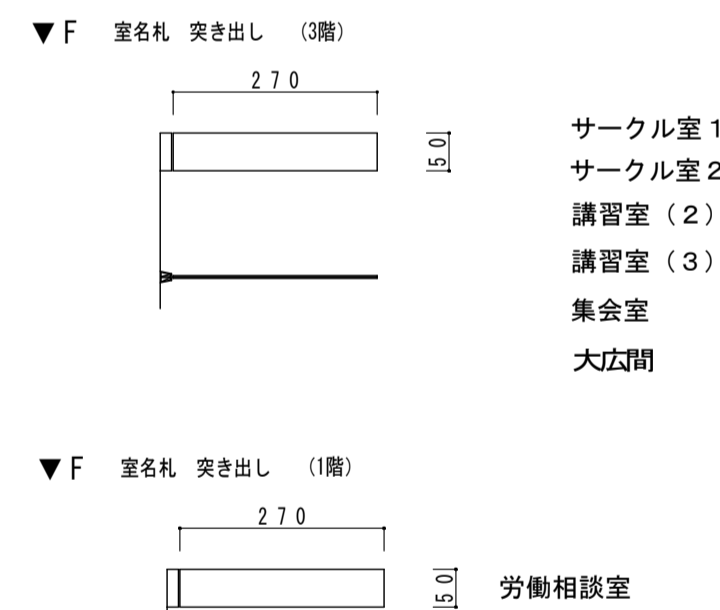 ▼F 室名札 突き出し （3階）
270
50
サークル室1
サークル室2
講習室（2）
講習室（3）
集会室
大広間
▼F 室名札 突き出し （1階）
270
50
労働相談室